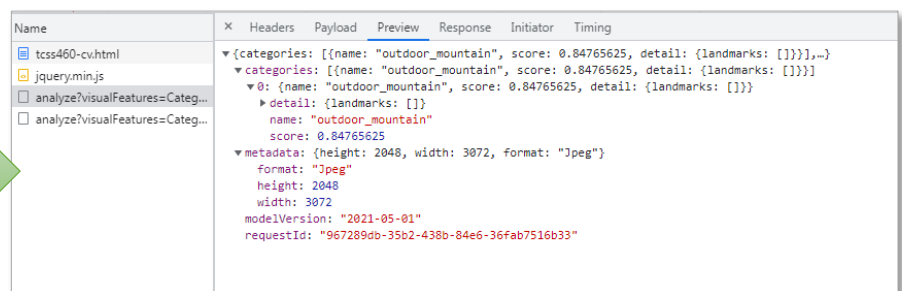 Name
× Headers Payload Preview Response Initiator Timing
tcss460-cv.html
jquery.min.js
analyze?visualFeatures=Categ...
analyze?visualFeatures=Categ...
▼{categories: [{name: "outdoor_mountain", score: 0.84765625, detail: {landmarks: []}}],…}
▼categories: [{name: "outdoor_mountain", score: 0.84765625, detail: {landmarks: []}}]
▼0: {name: "outdoor_mountain", score: 0.84765625, detail: {landmarks: []}}
▶detail: {landmarks: []}
name: "outdoor_mountain"
score: 0.84765625
▼metadata: {height: 2048, width: 3072, format: "Jpeg"}
format: "Jpeg"
height: 2048
width: 3072
modelVersion: "2021-05-01"
requestId: "967289db-35b2-438b-84e6-36fab7516b33"